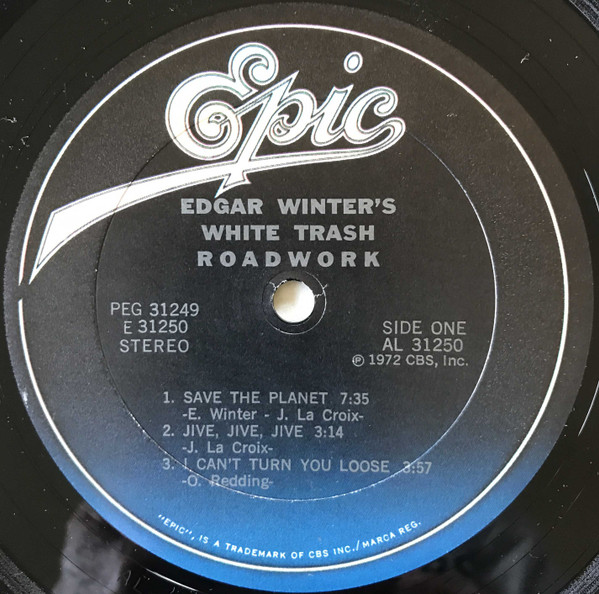 Epic
EDGAR WINTER'S
WHITE TRASH
ROADWORK
PEG 31249
E 31250
STEREO
SIDE ONE
AL 31250
℗ 1972 CBS, Inc.
1. SAVE THE PLANET 7:35
-E. Winter - J. La Croix-
2. JIVE, JIVE, JIVE 3:14
-J. La Croix-
3. I CAN'T TURN YOU LOOSE 3:57
-O. Redding-
"EPIC", IS A TRADEMARK OF CBS INC./MARCA REG.